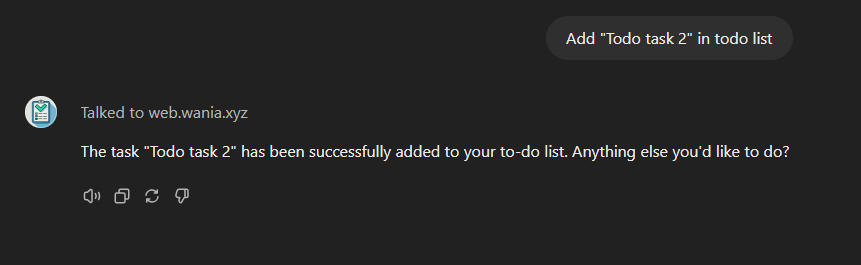 Add "Todo task 2" in todo list
Talked to web.wania.xyz
The task "Todo task 2" has been successfully added to your to-do list. Anything else you'd like to do?